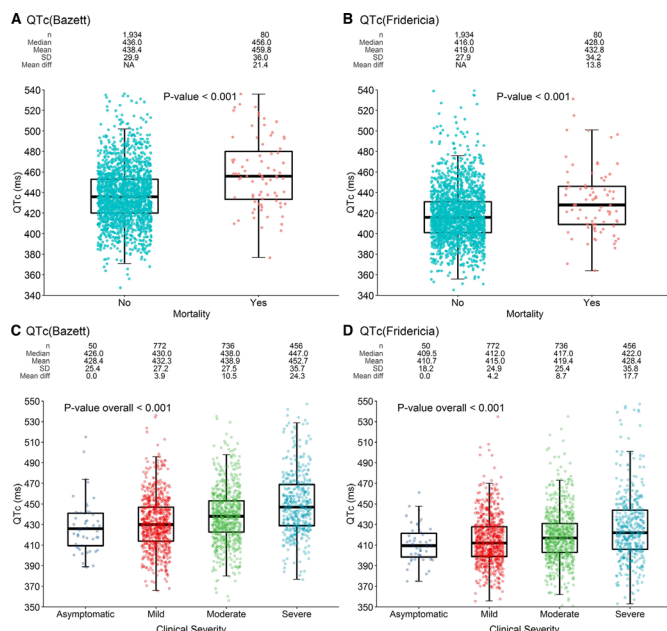 A QTc(Bazett)
n 1,934 80
Median 436.0 456.0
Mean 438.4 459.8
SD 29.9 36.0
Mean diff NA 21.4
P-value < 0.001
540
520
500
480
460
440
420
400
380
360
340
QTc (ms)
No Yes
Mortality
B QTc(Fridericia)
n 1,934 80
Median 416.0 428.0
Mean 419.0 432.8
SD 27.9 34.2
Mean diff NA 13.8
P-value < 0.001
540
520
500
480
460
440
420
400
380
360
340
QTc (ms)
No Yes
Mortality
C QTc(Bazett)
n 50 772 736 456
Median 426.0 430.0 438.0 447.0
Mean 428.4 432.3 438.9 452.7
SD 25.4 27.2 27.5 35.7
Mean diff 0.0 3.9 10.5 24.3
P-value overall < 0.001
550
530
510
490
470
450
430
410
390
370
350
QTc (ms)
Asymptomatic Mild Moderate Severe
Clinical Severity
D QTc(Fridericia)
n 50 772 736 456
Median 409.5 412.0 417.0 422.0
Mean 410.7 415.0 419.4 428.4
SD 18.2 24.9 25.4 35.8
Mean diff 0.0 4.2 8.7 17.7
P-value overall < 0.001
550
530
510
490
470
450
430
410
390
370
350
QTc (ms)
Asymptomatic Mild Moderate Severe
Clinical Severity